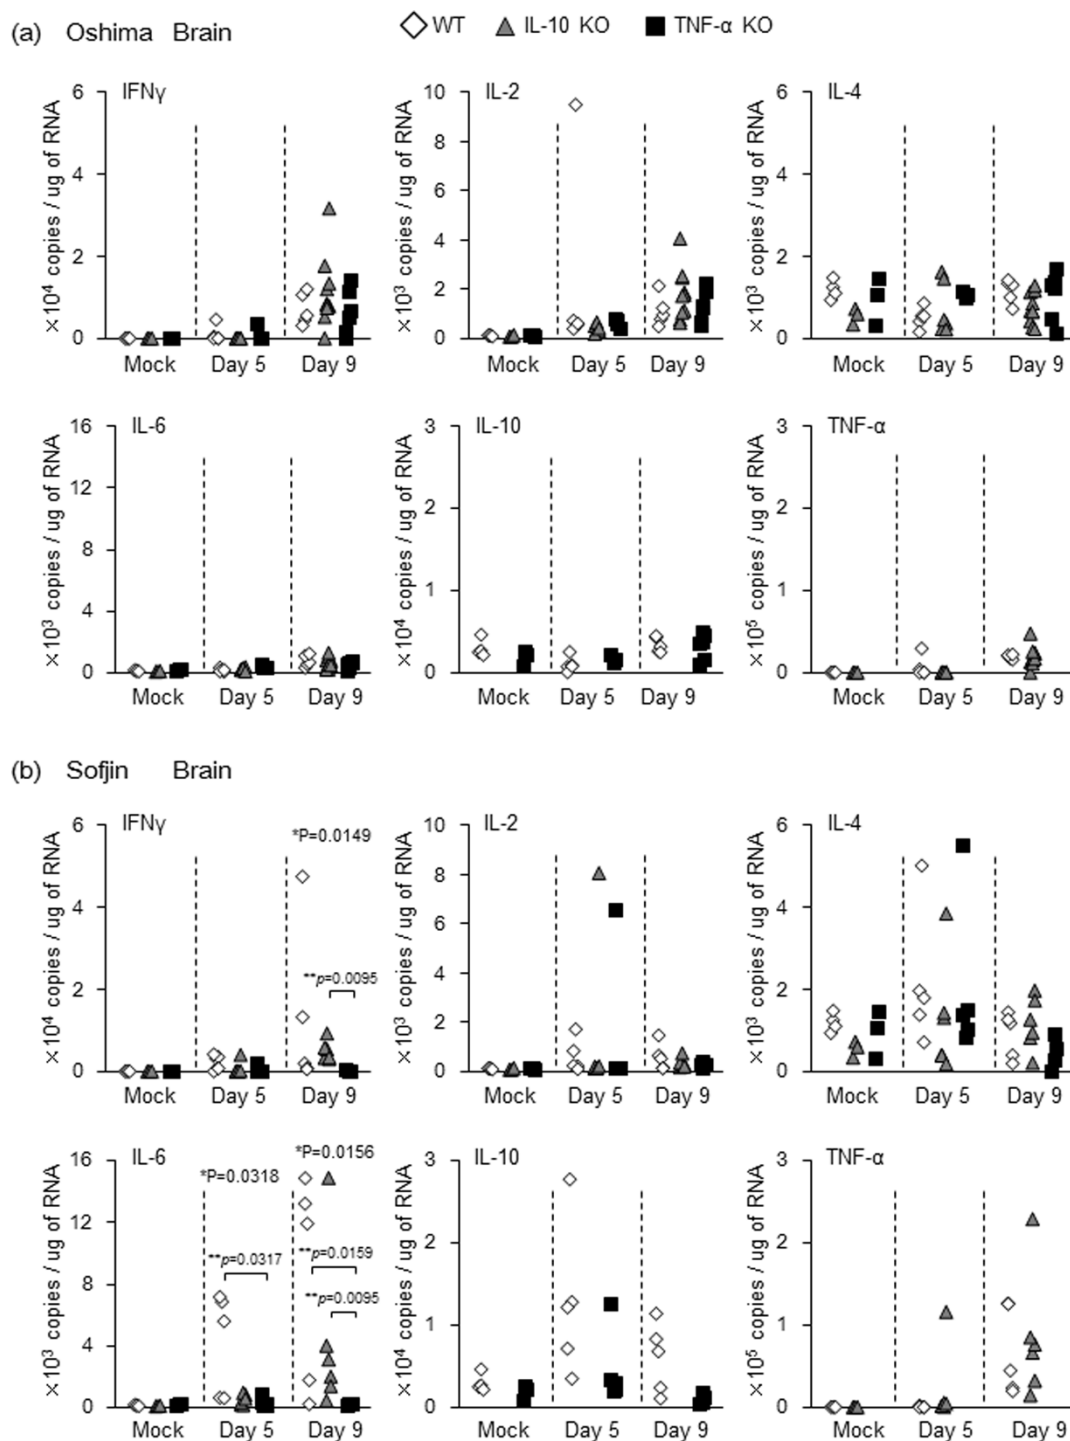 (a) Oshima Brain
WT IL-10 KO TNF-α KO
IFNγ
×10⁴ copies / ug of RNA
6
4
2
0
Mock Day 5 Day 9
IL-2
×10³ copies / ug of RNA
10
8
6
4
2
0
Mock Day 5 Day 9
IL-4
×10³ copies / ug of RNA
6
4
2
0
Mock Day 5 Day 9
IL-6
×10³ copies / ug of RNA
16
12
8
4
0
Mock Day 5 Day 9
IL-10
×10⁴ copies / ug of RNA
3
2
1
0
Mock Day 5 Day 9
TNF-α
×10⁵ copies / ug of RNA
3
2
1
0
Mock Day 5 Day 9
(b) Sofjin Brain
IFNγ
×10⁴ copies / ug of RNA
6
4
2
0
*P=0.0149
**p=0.0095
Mock Day 5 Day 9
IL-2
×10³ copies / ug of RNA
10
8
6
4
2
0
Mock Day 5 Day 9
IL-4
×10³ copies / ug of RNA
6
4
2
0
Mock Day 5 Day 9
IL-6
×10³ copies / ug of RNA
16
12
8
4
0
*P=0.0156
*P=0.0318
**p=0.0317
**p=0.0159
**p=0.0095
Mock Day 5 Day 9
IL-10
×10⁴ copies / ug of RNA
3
2
1
0
Mock Day 5 Day 9
TNF-α
×10⁵ copies / ug of RNA
3
2
1
0
Mock Day 5 Day 9